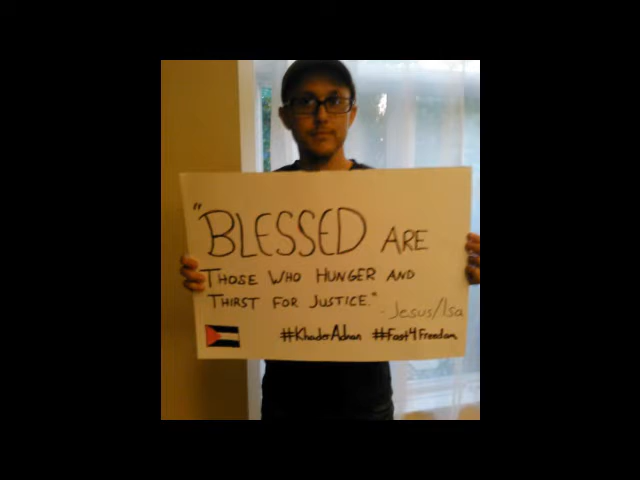 "BLESSED ARE
THOSE WHO HUNGER AND
THIRST FOR JUSTICE."
- Jesus/Isa
#KhaderAdnan #Fast4Freedom